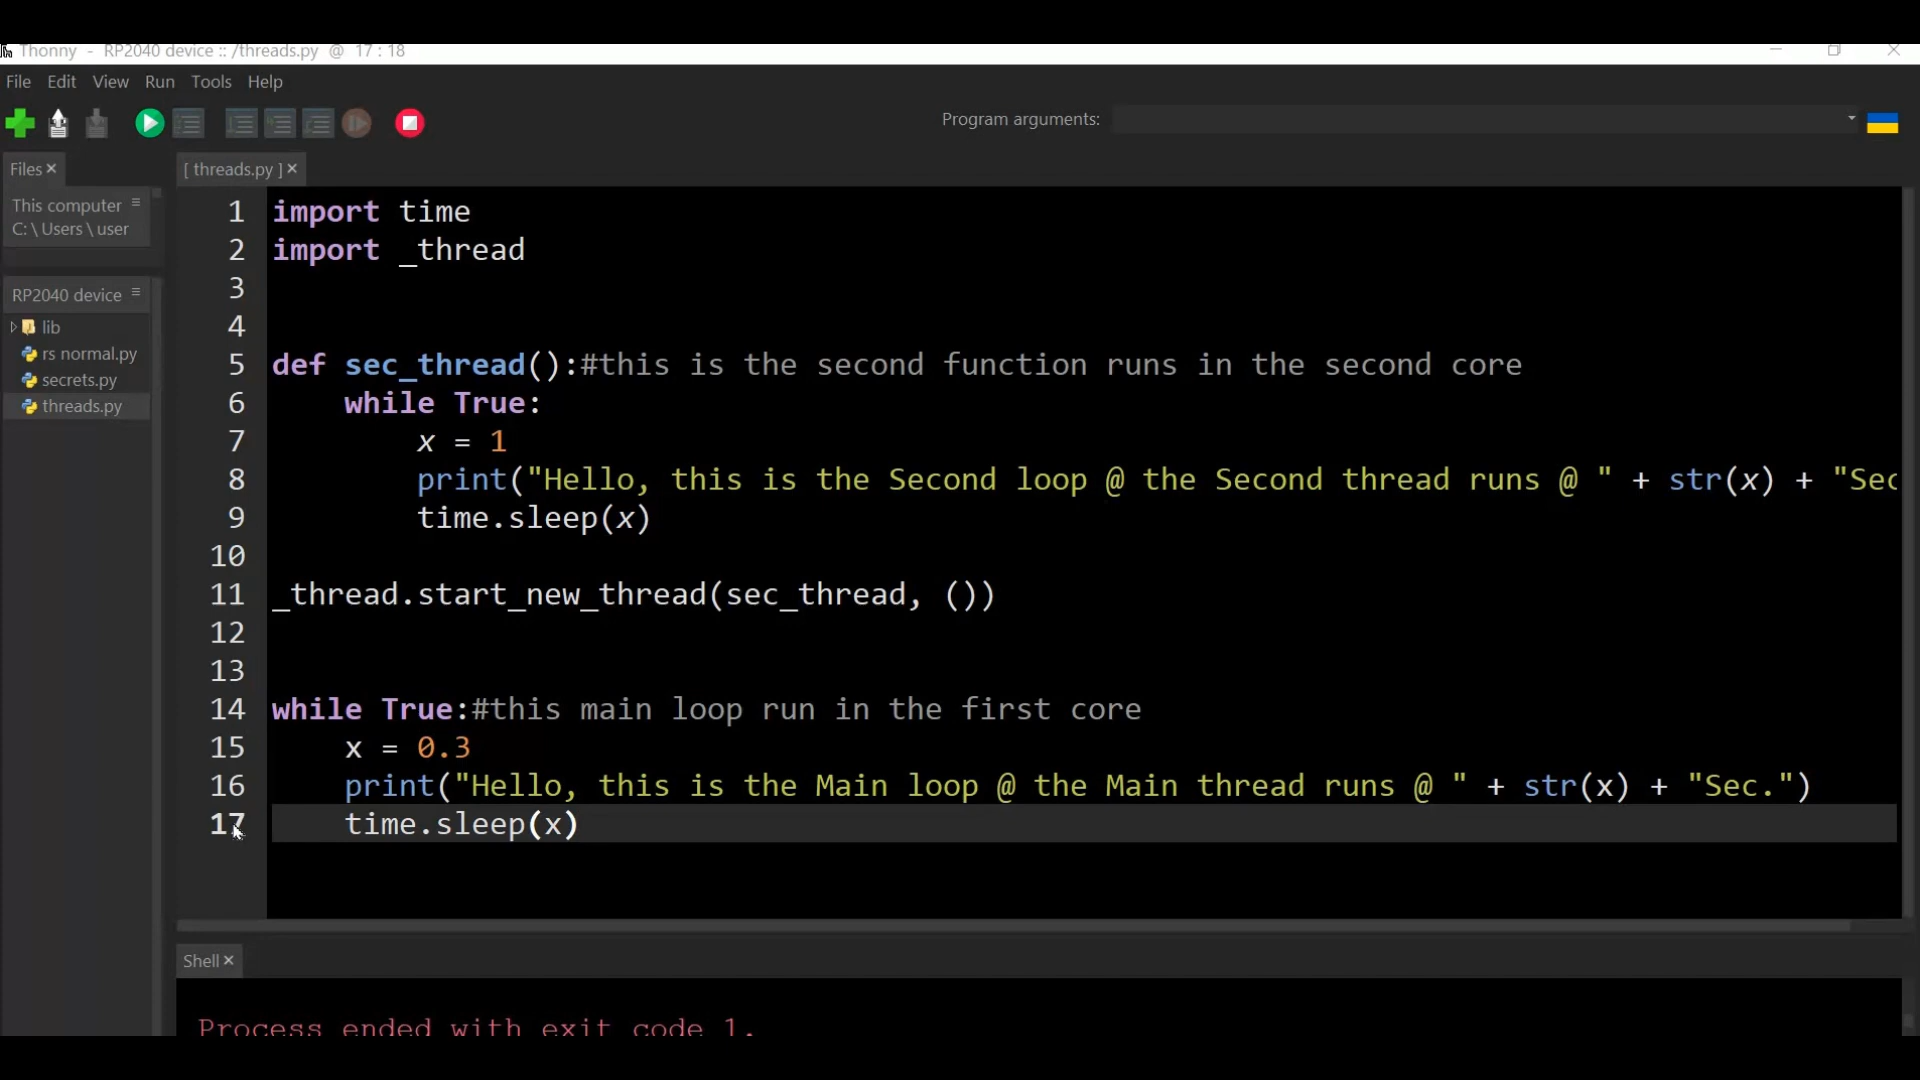 Thonny - RP2040 device :: /threads.py @ 17 : 18
File Edit View Run Tools Help
Program arguments:
Files
[ threads.py ]
This computer
C: \ Users \ user
RP2040 device
lib
rs normal.py
secrets.py
threads.py
1 import time
2 import _thread
3
4
5 def sec_thread():#this is the second function runs in the second core
6 while True:
7 x = 1
8 print("Hello, this is the Second loop @ the Second thread runs @ " + str(x) + "Sec
9 time.sleep(x)
10
11 _thread.start_new_thread(sec_thread, ())
12
13
14 while True:#this main loop run in the first core
15 x = 0.3
16 print("Hello, this is the Main loop @ the Main thread runs @ " + str(x) + "Sec.")
17 time.sleep(x)
Shell
Process ended with exit code 1.